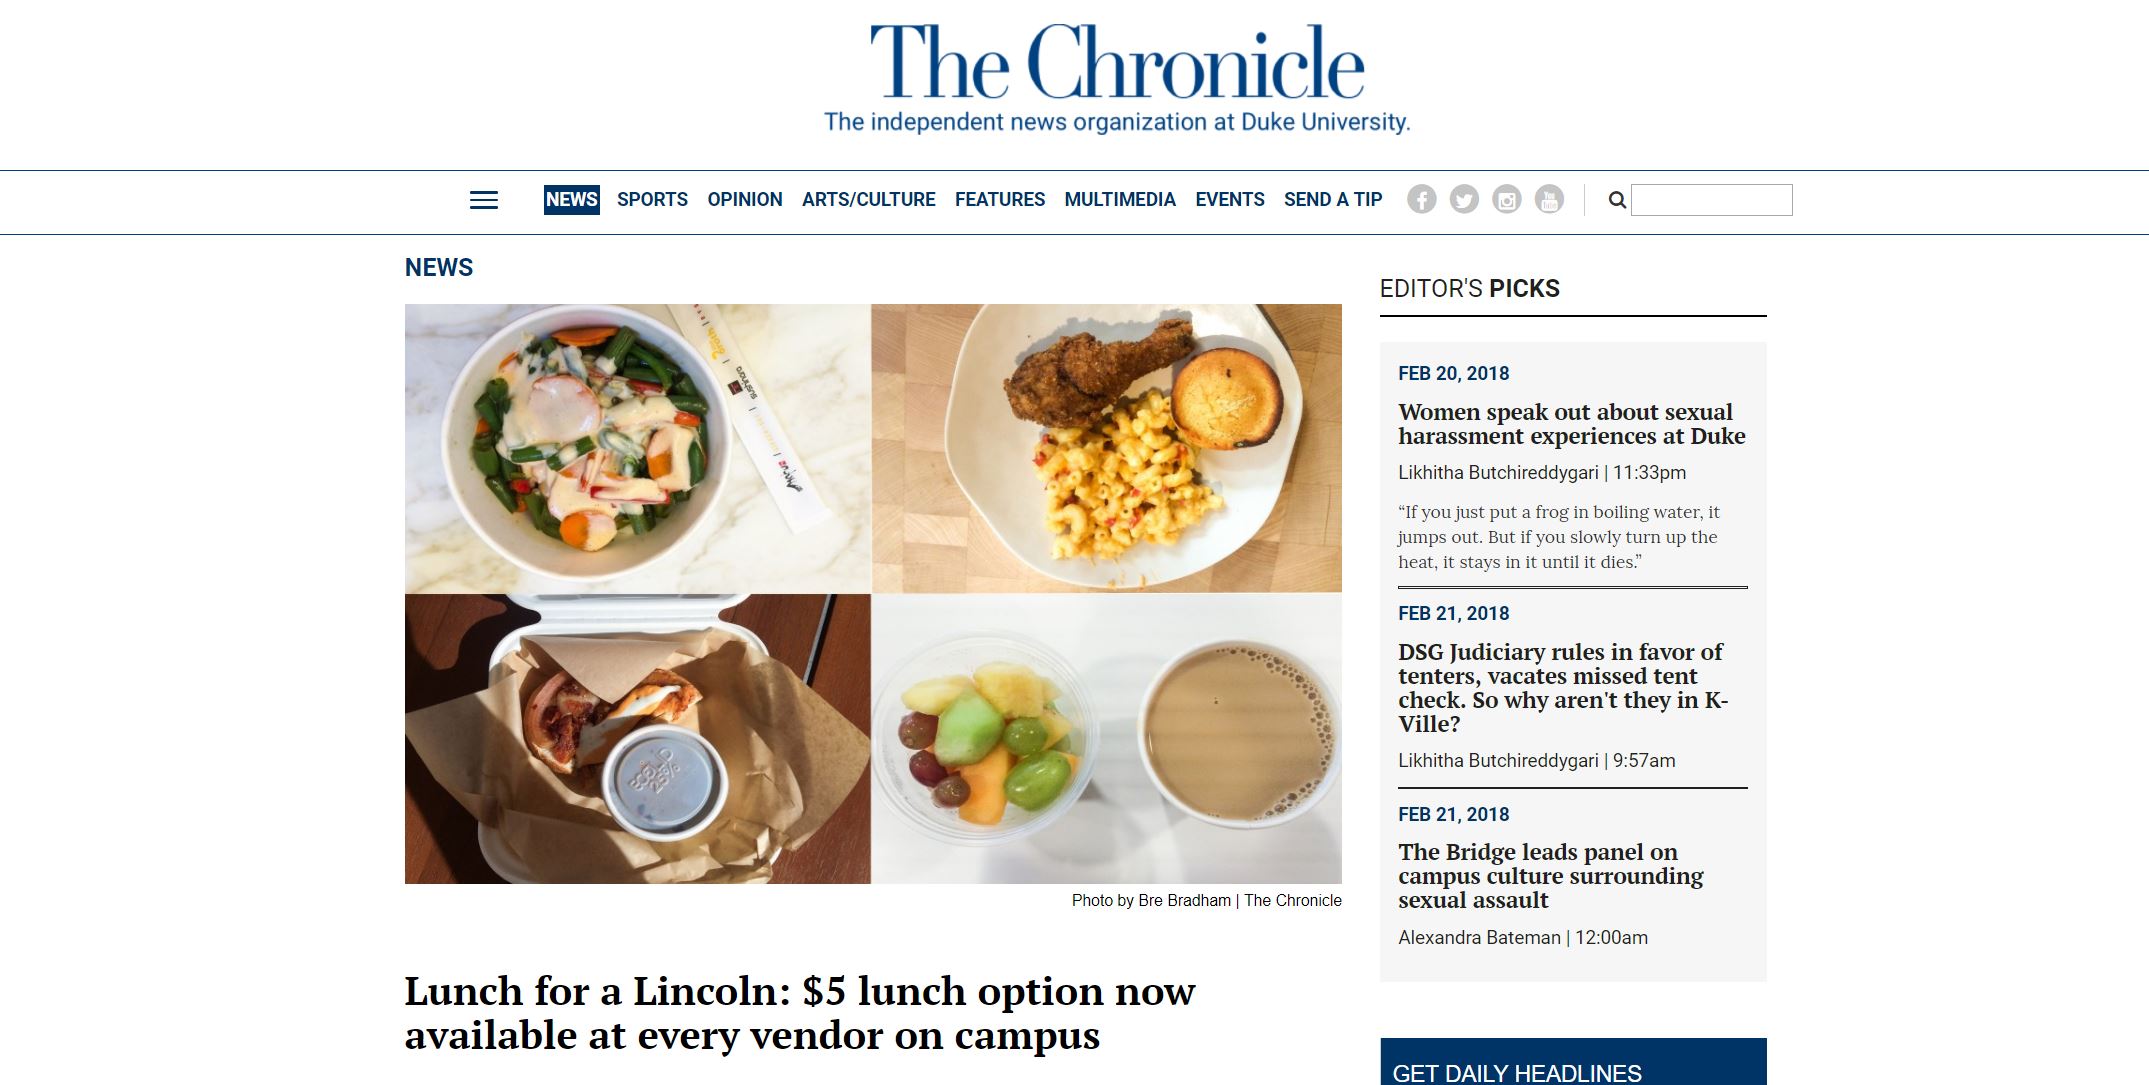 The Chronicle
The independent news organization at Duke University.
NEWS SPORTS OPINION ARTS/CULTURE FEATURES MULTIMEDIA EVENTS SEND A TIP
NEWS
sushinara
ECOLID
25%
Photo by Bre Bradham | The Chronicle
Lunch for a Lincoln: $5 lunch option now
available at every vendor on campus
EDITOR'S PICKS
FEB 20, 2018
Women speak out about sexual
harassment experiences at Duke
Likhitha Butchireddygari | 11:33pm
“If you just put a frog in boiling water, it
jumps out. But if you slowly turn up the
heat, it stays in it until it dies.”
FEB 21, 2018
DSG Judiciary rules in favor of
tenters, vacates missed tent
check. So why aren't they in K-
Ville?
Likhitha Butchireddygari | 9:57am
FEB 21, 2018
The Bridge leads panel on
campus culture surrounding
sexual assault
Alexandra Bateman | 12:00am
GET DAILY HEADLINES